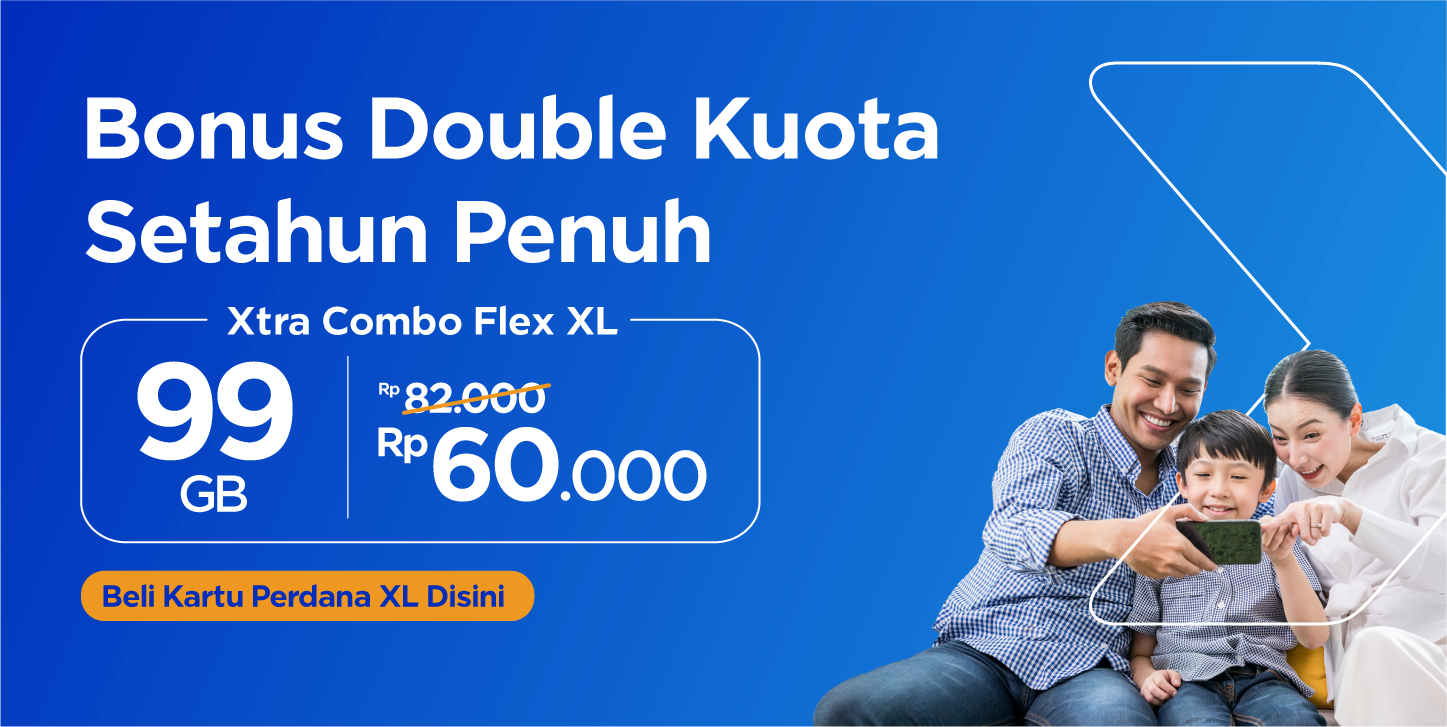 Bonus Double Kuota
Setahun Penuh
Xtra Combo Flex XL
99
GB
Rp 82.000
Rp 60.000
Beli Kartu Perdana XL Disini